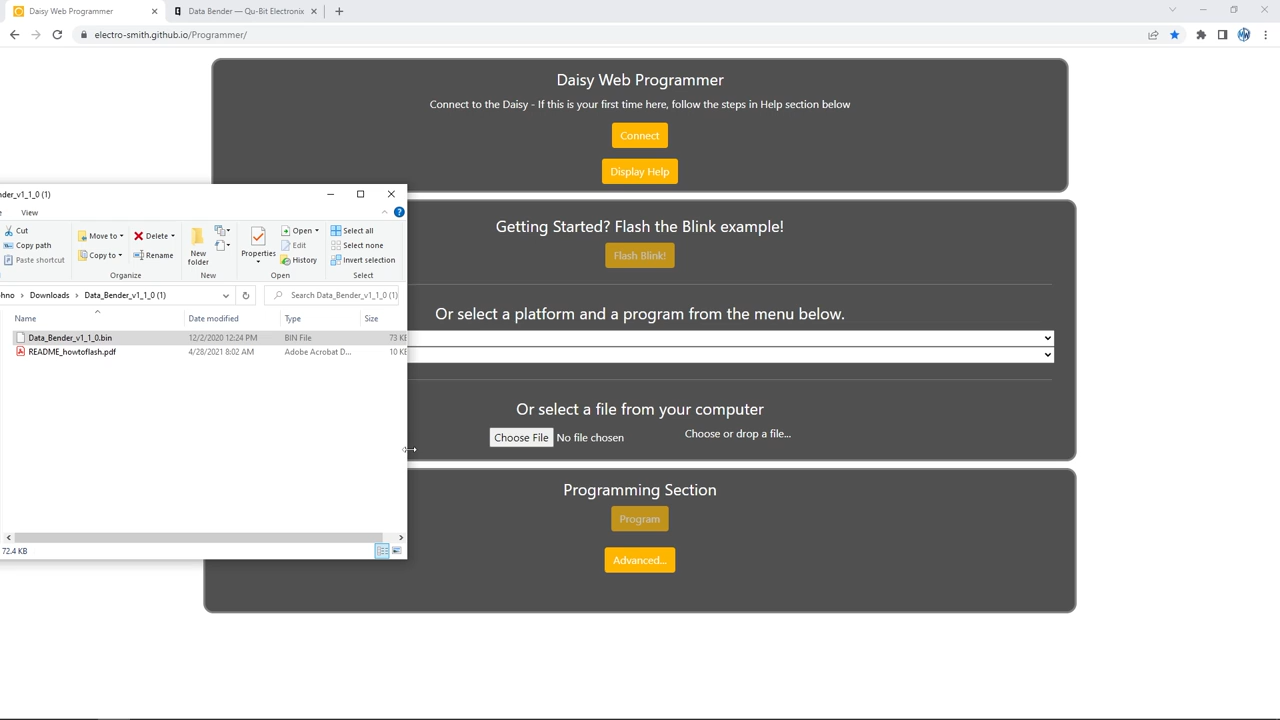 Daisy Web Programmer
Data Bender — Qu-Bit Electronix
electro-smith.github.io/Programmer/
Daisy Web Programmer
Connect to the Daisy - If this is your first time here, follow the steps in Help section below
Connect
Display Help
Getting Started? Flash the Blink example!
Flash Blink!
Or select a platform and a program from the menu below.
Or select a file from your computer
Choose File No file chosen
Choose or drop a file...
Programming Section
Program
Advanced...
der_v1_1_0 (1)
View
Cut
Copy path
Paste shortcut
Move to
Copy to
Delete
Rename
Organize
New folder
New
Properties
Open
Edit
History
Open
Select all
Select none
Invert selection
Select
hno › Downloads › Data_Bender_v1_1_0 (1)
Search Data_Bender_v1_1_0 (1)
Name Date modified Type Size
Data_Bender_v1_1_0.bin 12/2/2020 12:24 PM BIN File 73 KB
README_howtoflash.pdf 4/28/2021 8:02 AM Adobe Acrobat D... 10 KB
72.4 KB